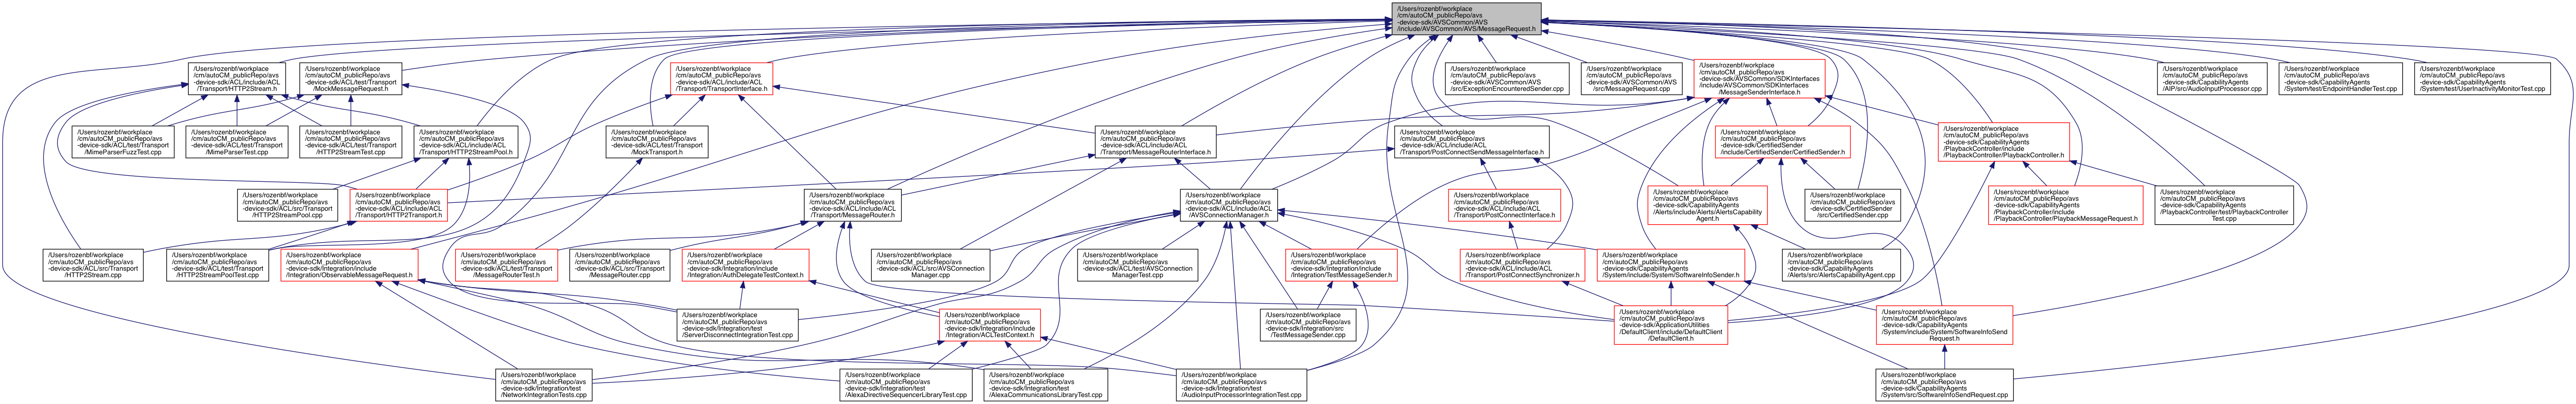 /Users/rozenbf/workplace
/cm/autoCM_publicRepo/avs
-device-sdk/AVSCommon/AVS
/include/AVSCommon/AVS/MessageRequest.h
/Users/rozenbf/workplace
/cm/autoCM_publicRepo/avs
-device-sdk/ACL/include/ACL
/Transport/HTTP2Stream.h
/Users/rozenbf/workplace
/cm/autoCM_publicRepo/avs
-device-sdk/ACL/test/Transport
/MockMessageRequest.h
/Users/rozenbf/workplace
/cm/autoCM_publicRepo/avs
-device-sdk/ACL/include/ACL
/Transport/TransportInterface.h
/Users/rozenbf/workplace
/cm/autoCM_publicRepo/avs
-device-sdk/AVSCommon/AVS
/src/ExceptionEncounteredSender.cpp
/Users/rozenbf/workplace
/cm/autoCM_publicRepo/avs
-device-sdk/AVSCommon/AVS
/src/MessageRequest.cpp
/Users/rozenbf/workplace
/cm/autoCM_publicRepo/avs
-device-sdk/AVSCommon/SDKInterfaces
/include/AVSCommon/SDKInterfaces
/MessageSenderInterface.h
/Users/rozenbf/workplace
/cm/autoCM_publicRepo/avs
-device-sdk/CapabilityAgents
/AIP/src/AudioInputProcessor.cpp
/Users/rozenbf/workplace
/cm/autoCM_publicRepo/avs
-device-sdk/CapabilityAgents
/System/test/EndpointHandlerTest.cpp
/Users/rozenbf/workplace
/cm/autoCM_publicRepo/avs
-device-sdk/CapabilityAgents
/System/test/UserInactivityMonitorTest.cpp
/Users/rozenbf/workplace
/cm/autoCM_publicRepo/avs
-device-sdk/ACL/test/Transport
/MimeParserFuzzTest.cpp
/Users/rozenbf/workplace
/cm/autoCM_publicRepo/avs
-device-sdk/ACL/test/Transport
/MimeParserTest.cpp
/Users/rozenbf/workplace
/cm/autoCM_publicRepo/avs
-device-sdk/ACL/test/Transport
/HTTP2StreamTest.cpp
/Users/rozenbf/workplace
/cm/autoCM_publicRepo/avs
-device-sdk/ACL/include/ACL
/Transport/HTTP2StreamPool.h
/Users/rozenbf/workplace
/cm/autoCM_publicRepo/avs
-device-sdk/ACL/test/Transport
/MockTransport.h
/Users/rozenbf/workplace
/cm/autoCM_publicRepo/avs
-device-sdk/ACL/include/ACL
/Transport/MessageRouterInterface.h
/Users/rozenbf/workplace
/cm/autoCM_publicRepo/avs
-device-sdk/ACL/include/ACL
/Transport/PostConnectSendMessageInterface.h
/Users/rozenbf/workplace
/cm/autoCM_publicRepo/avs
-device-sdk/CertifiedSender
/include/CertifiedSender/CertifiedSender.h
/Users/rozenbf/workplace
/cm/autoCM_publicRepo/avs
-device-sdk/CapabilityAgents
/PlaybackController/include
/PlaybackController/PlaybackController.h
/Users/rozenbf/workplace
/cm/autoCM_publicRepo/avs
-device-sdk/ACL/src/Transport
/HTTP2StreamPool.cpp
/Users/rozenbf/workplace
/cm/autoCM_publicRepo/avs
-device-sdk/ACL/include/ACL
/Transport/HTTP2Transport.h
/Users/rozenbf/workplace
/cm/autoCM_publicRepo/avs
-device-sdk/ACL/include/ACL
/Transport/MessageRouter.h
/Users/rozenbf/workplace
/cm/autoCM_publicRepo/avs
-device-sdk/ACL/include/ACL
/AVSConnectionManager.h
/Users/rozenbf/workplace
/cm/autoCM_publicRepo/avs
-device-sdk/ACL/include/ACL
/Transport/PostConnectInterface.h
/Users/rozenbf/workplace
/cm/autoCM_publicRepo/avs
-device-sdk/CapabilityAgents
/Alerts/include/Alerts/AlertsCapability
Agent.h
/Users/rozenbf/workplace
/cm/autoCM_publicRepo/avs
-device-sdk/CertifiedSender
/src/CertifiedSender.cpp
/Users/rozenbf/workplace
/cm/autoCM_publicRepo/avs
-device-sdk/CapabilityAgents
/PlaybackController/include
/PlaybackController/PlaybackMessageRequest.h
/Users/rozenbf/workplace
/cm/autoCM_publicRepo/avs
-device-sdk/CapabilityAgents
/PlaybackController/test/PlaybackController
Test.cpp
/Users/rozenbf/workplace
/cm/autoCM_publicRepo/avs
-device-sdk/ACL/src/Transport
/HTTP2Stream.cpp
/Users/rozenbf/workplace
/cm/autoCM_publicRepo/avs
-device-sdk/ACL/test/Transport
/HTTP2StreamPoolTest.cpp
/Users/rozenbf/workplace
/cm/autoCM_publicRepo/avs
-device-sdk/Integration/include
/Integration/ObservableMessageRequest.h
/Users/rozenbf/workplace
/cm/autoCM_publicRepo/avs
-device-sdk/ACL/test/Transport
/MessageRouterTest.h
/Users/rozenbf/workplace
/cm/autoCM_publicRepo/avs
-device-sdk/ACL/src/Transport
/MessageRouter.cpp
/Users/rozenbf/workplace
/cm/autoCM_publicRepo/avs
-device-sdk/Integration/include
/Integration/AuthDelegateTestContext.h
/Users/rozenbf/workplace
/cm/autoCM_publicRepo/avs
-device-sdk/ACL/src/AVSConnection
Manager.cpp
/Users/rozenbf/workplace
/cm/autoCM_publicRepo/avs
-device-sdk/ACL/test/AVSConnection
ManagerTest.cpp
/Users/rozenbf/workplace
/cm/autoCM_publicRepo/avs
-device-sdk/Integration/include
/Integration/TestMessageSender.h
/Users/rozenbf/workplace
/cm/autoCM_publicRepo/avs
-device-sdk/ACL/include/ACL
/Transport/PostConnectSynchronizer.h
/Users/rozenbf/workplace
/cm/autoCM_publicRepo/avs
-device-sdk/CapabilityAgents
/System/include/System/SoftwareInfoSender.h
/Users/rozenbf/workplace
/cm/autoCM_publicRepo/avs
-device-sdk/CapabilityAgents
/Alerts/src/AlertsCapabilityAgent.cpp
/Users/rozenbf/workplace
/cm/autoCM_publicRepo/avs
-device-sdk/Integration/test
/ServerDisconnectIntegrationTest.cpp
/Users/rozenbf/workplace
/cm/autoCM_publicRepo/avs
-device-sdk/Integration/include
/Integration/ACLTestContext.h
/Users/rozenbf/workplace
/cm/autoCM_publicRepo/avs
-device-sdk/Integration/src
/TestMessageSender.cpp
/Users/rozenbf/workplace
/cm/autoCM_publicRepo/avs
-device-sdk/ApplicationUtilities
/DefaultClient/include/DefaultClient
/DefaultClient.h
/Users/rozenbf/workplace
/cm/autoCM_publicRepo/avs
-device-sdk/CapabilityAgents
/System/include/System/SoftwareInfoSend
Request.h
/Users/rozenbf/workplace
/cm/autoCM_publicRepo/avs
-device-sdk/Integration/test
/NetworkIntegrationTests.cpp
/Users/rozenbf/workplace
/cm/autoCM_publicRepo/avs
-device-sdk/Integration/test
/AlexaDirectiveSequencerLibraryTest.cpp
/Users/rozenbf/workplace
/cm/autoCM_publicRepo/avs
-device-sdk/Integration/test
/AlexaCommunicationsLibraryTest.cpp
/Users/rozenbf/workplace
/cm/autoCM_publicRepo/avs
-device-sdk/Integration/test
/AudioInputProcessorIntegrationTest.cpp
/Users/rozenbf/workplace
/cm/autoCM_publicRepo/avs
-device-sdk/CapabilityAgents
/System/src/SoftwareInfoSendRequest.cpp